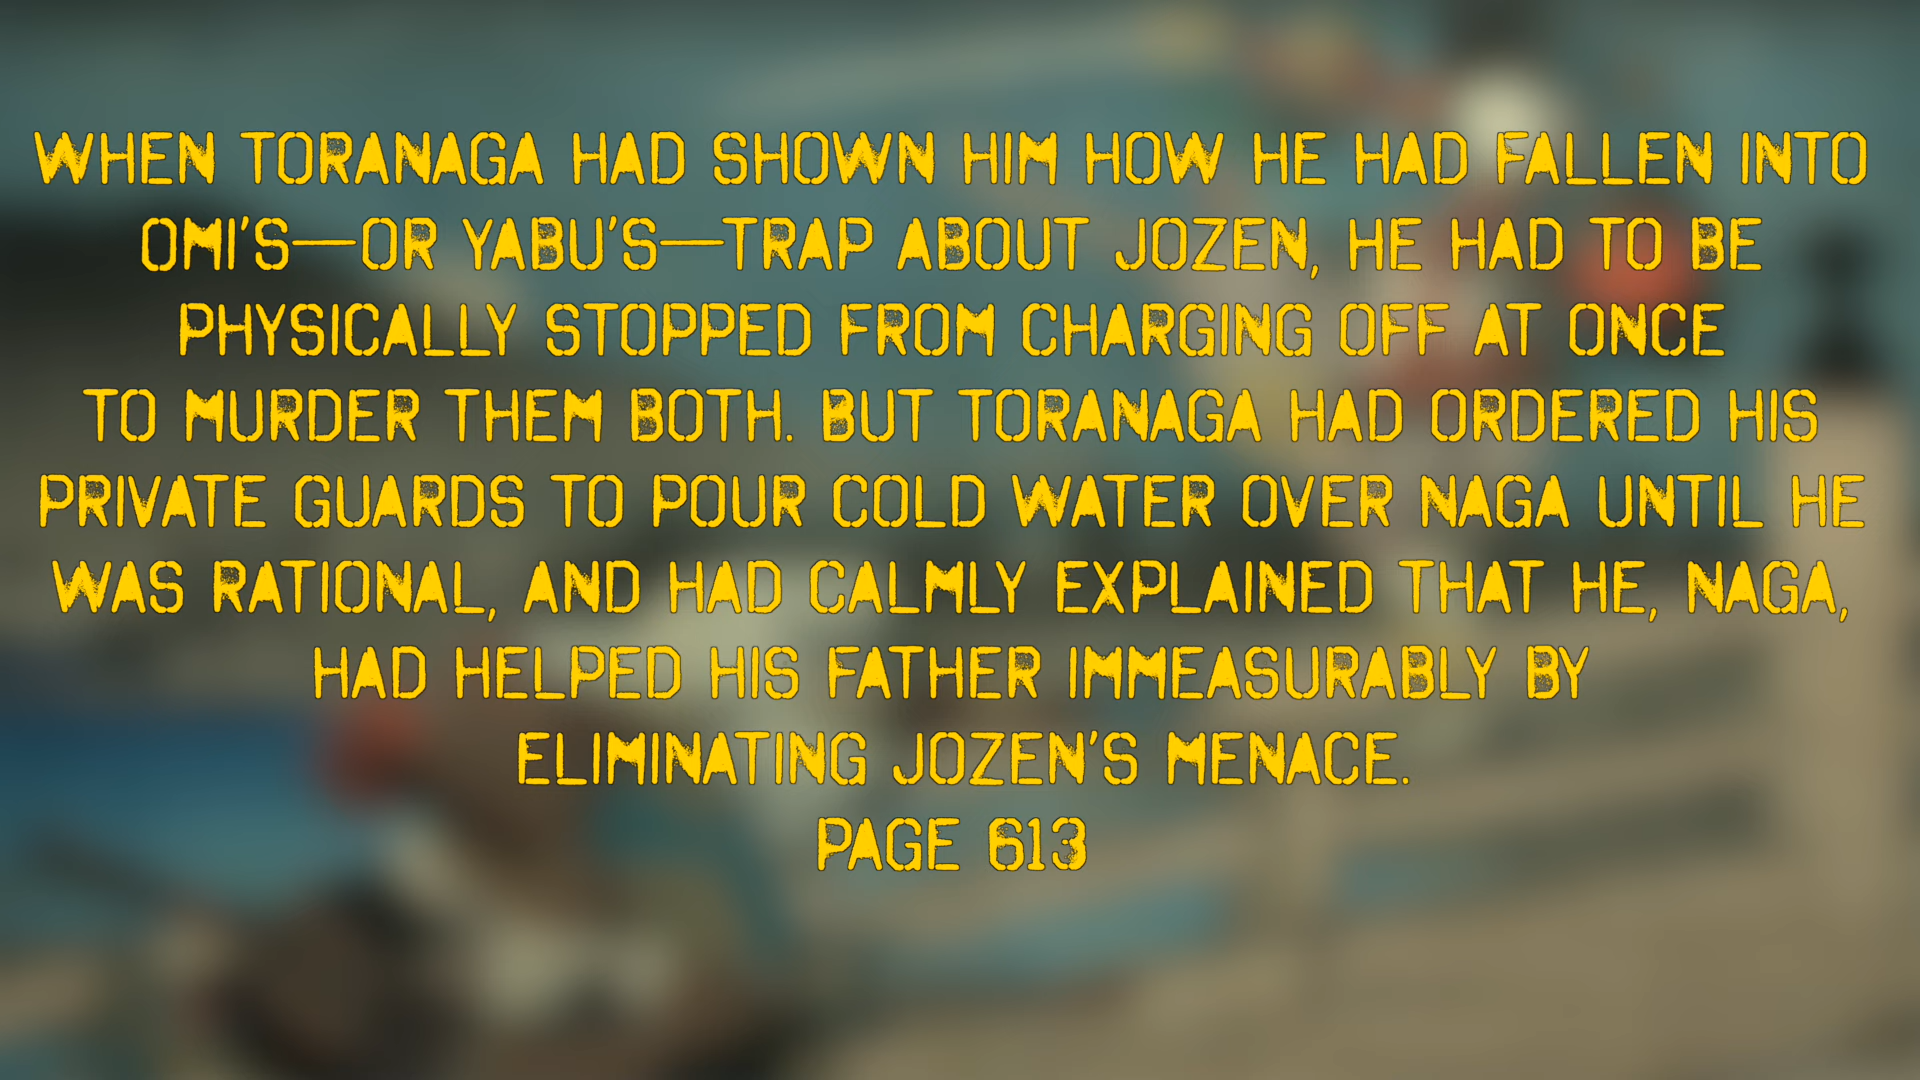 WHEN TORANAGA HAD SHOWN HIM HOW HE HAD FALLEN INTO
OMI'S—OR YABU'S—TRAP ABOUT JOZEN, HE HAD TO BE
PHYSICALLY STOPPED FROM CHARGING OFF AT ONCE
TO MURDER THEM BOTH. BUT TORANAGA HAD ORDERED HIS
PRIVATE GUARDS TO POUR COLD WATER OVER NAGA UNTIL HE
WAS RATIONAL, AND HAD CALMLY EXPLAINED THAT HE, NAGA,
HAD HELPED HIS FATHER IMMEASURABLY BY
ELIMINATING JOZEN'S MENACE.
PAGE 613